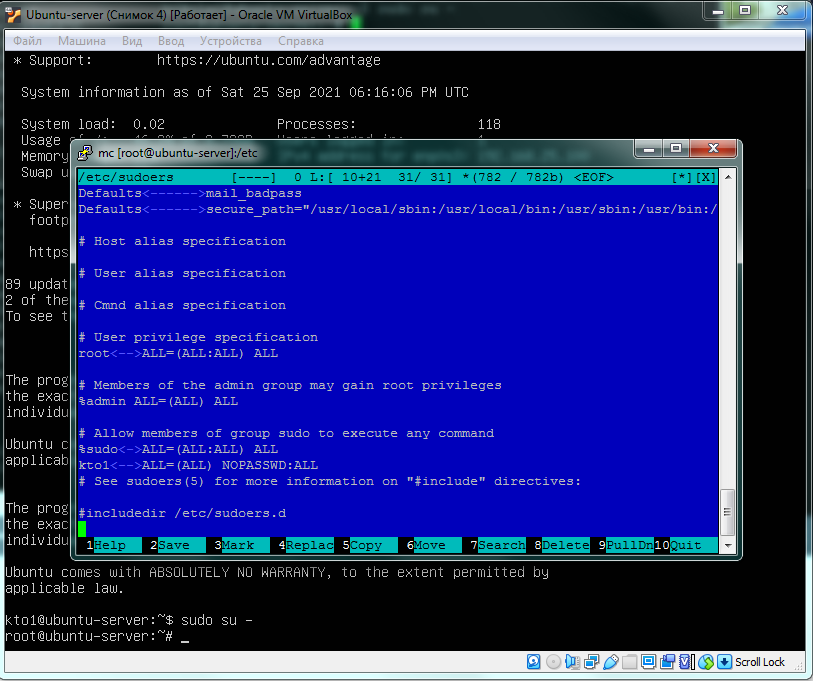 Ubuntu-server (Снимок 4) [Работает] - Oracle VM VirtualBox
Файл Машина Вид Ввод Устройства Справка
* Support: https://ubuntu.com/advantage
System information as of Sat 25 Sep 2021 06:16:06 PM UTC
System load: 0.02 Processes: 118
Usage
Memory
Swap u
* Super
footp
https
89 updat
2 of the
To see t
The prog
the exac
individu
Ubuntu c
applicab
The prog
the exac
individu
mc [root@ubuntu-server]:/etc
/etc/sudoers [----] 0 L:[ 10+21 31/ 31] *(782 / 782b) <EOF> [*][X]
Defaults<------>mail_badpass
Defaults<------>secure_path="/usr/local/sbin:/usr/local/bin:/usr/sbin:/usr/bin:/
# Host alias specification
# User alias specification
# Cmnd alias specification
# User privilege specification
root<-->ALL=(ALL:ALL) ALL
# Members of the admin group may gain root privileges
%admin ALL=(ALL) ALL
# Allow members of group sudo to execute any command
%sudo<->ALL=(ALL:ALL) ALL
kto1<-->ALL=(ALL) NOPASSWD:ALL
# See sudoers(5) for more information on "#include" directives:
#includedir /etc/sudoers.d
1Help 2Save 3Mark 4Replac 5Copy 6Move 7Search 8Delete 9PullDn 10Quit
Ubuntu comes with ABSOLUTELY NO WARRANTY, to the extent permitted by
applicable law.
kto1@ubuntu-server:~$ sudo su -
root@ubuntu-server:~# _
Scroll Lock